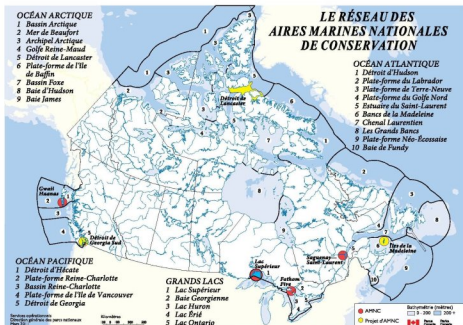 LE RÉSEAU DES
AIRES MARINES NATIONALES
DE CONSERVATION
OCÉAN ARCTIQUE
1 Bassin Arctique
2 Mer de Beaufort
3 Archipel Arctique
4 Golfe Reine-Maud
5 Détroit de Lancaster
6 Plate-forme de l'Ile
de Baffin
7 Bassin Foxe
8 Baie d'Hudson
9 Baie James
OCÉAN ATLANTIQUE
1 Détroit d'Hudson
2 Plate-forme du Labrador
3 Plate-forme de Terre-Neuve
4 Plate-forme du Golfe Nord
5 Estuaire du Saint-Laurent
6 Bancs de la Madeleine
7 Chenal Laurentien
8 Les Grands Bancs
9 Plate-forme Néo-Écossaise
10 Baie de Fundy
Détroit de
Lancaster
Gwaii
Haanas
Détroit de
Georgia Sud
Lac
Supérieur
Fathom
Five
Saguenay-
Saint-Laurent
Îles de la
Madeleine
OCÉAN PACIFIQUE
1 Détroit d'Hécate
2 Plate-forme Reine-Charlotte
3 Bassin Reine-Charlotte
4 Plate-forme de l'Ile de Vancouver
5 Détroit de Georgia
GRANDS LACS
1 Lac Supérieur
2 Baie Georgienne
3 Lac Huron
4 Lac Érié
5 Lac Ontario
AMNC
Projet d'AMNC
Bathymétrie (mètres)
0 - 200
200 +